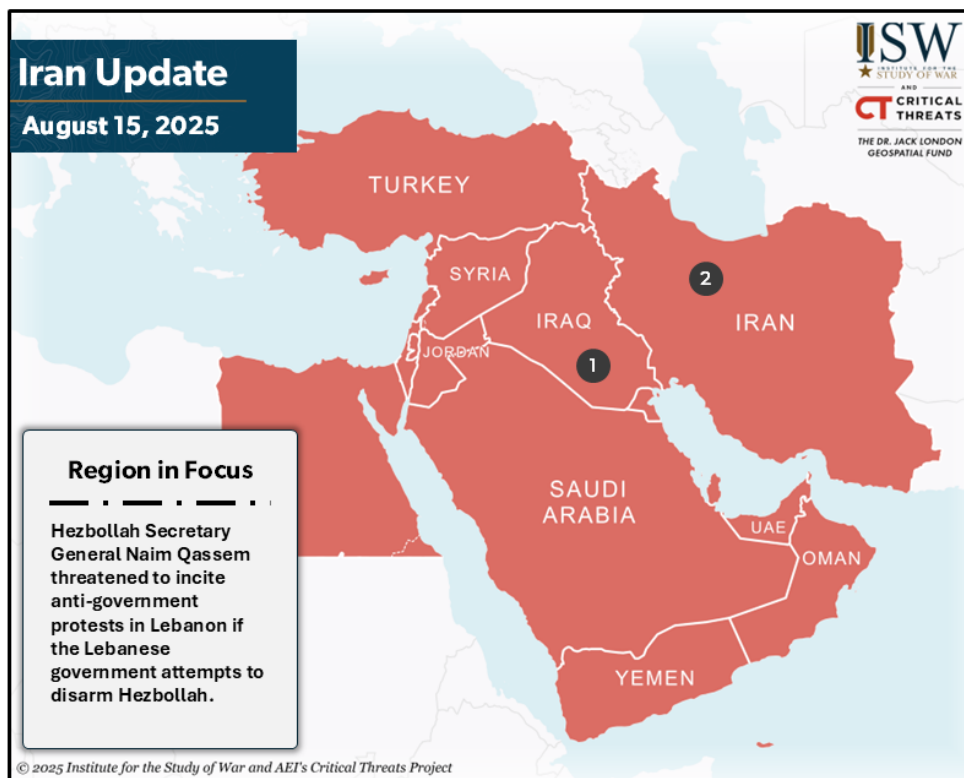 Iran Update
August 15, 2025
ISW
INSTITUTE FOR THE
STUDY OF WAR
AND
CT CRITICAL
THREATS
THE DR. JACK LONDON
GEOSPATIAL FUND
TURKEY
SYRIA
2
IRAQ
IRAN
JORDAN
1
SAUDI
ARABIA
UAE
OMAN
YEMEN
Region in Focus
Hezbollah Secretary
General Naim Qassem
threatened to incite
anti-government
protests in Lebanon if
the Lebanese
government attempts to
disarm Hezbollah.
© 2025 Institute for the Study of War and AEI's Critical Threats Project